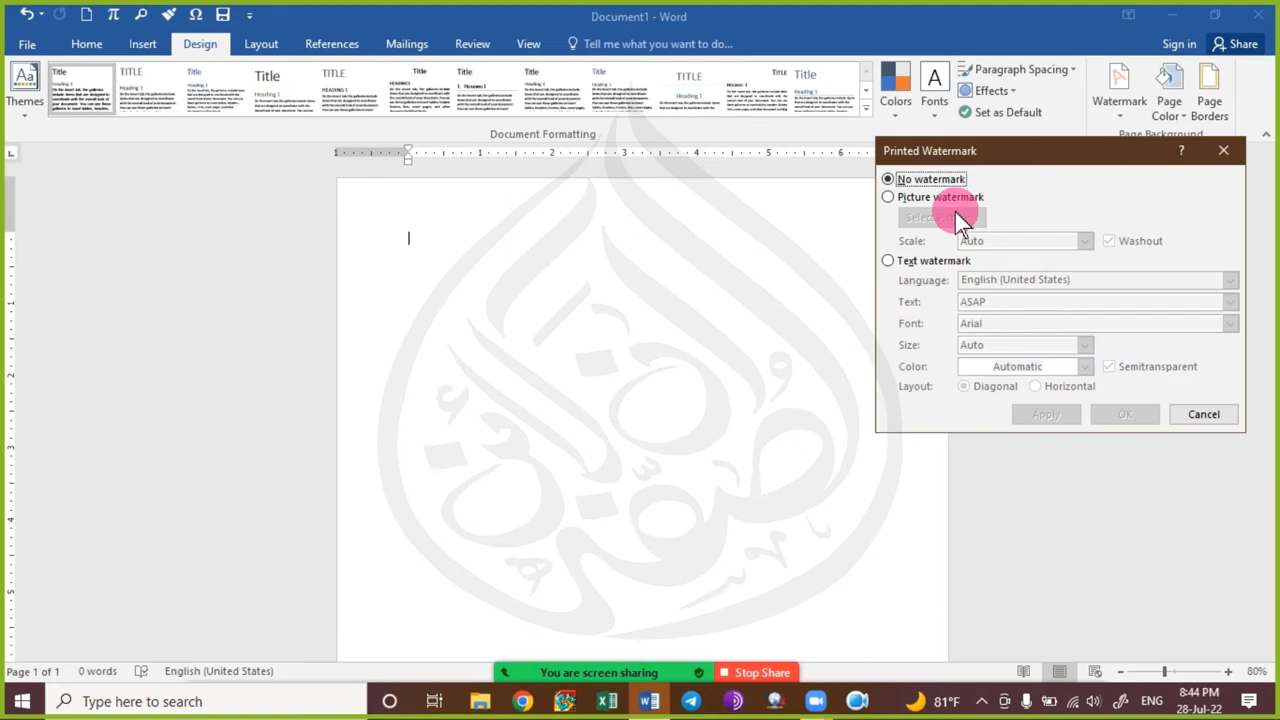 Document1 - Word
File Home Insert Design Layout References Mailings Review View Tell me what you want to do... Sign in Share
Themes
Colors
Fonts
Paragraph Spacing
Effects
Set as Default
Watermark
Page Color
Page Borders
Document Formatting
Page Background
Printed Watermark
No watermark
Picture watermark
Scale: Auto Washout
Text watermark
Language: English (United States)
Text: ASAP
Font: Arial
Size: Auto
Color: Automatic Semitransparent
Layout: Diagonal Horizontal
Apply OK Cancel
Page 1 of 1 0 words English (United States)
80%
You are screen sharing Stop Share
Type here to search
81°F
ENG
8:44 PM
28-Jul-22